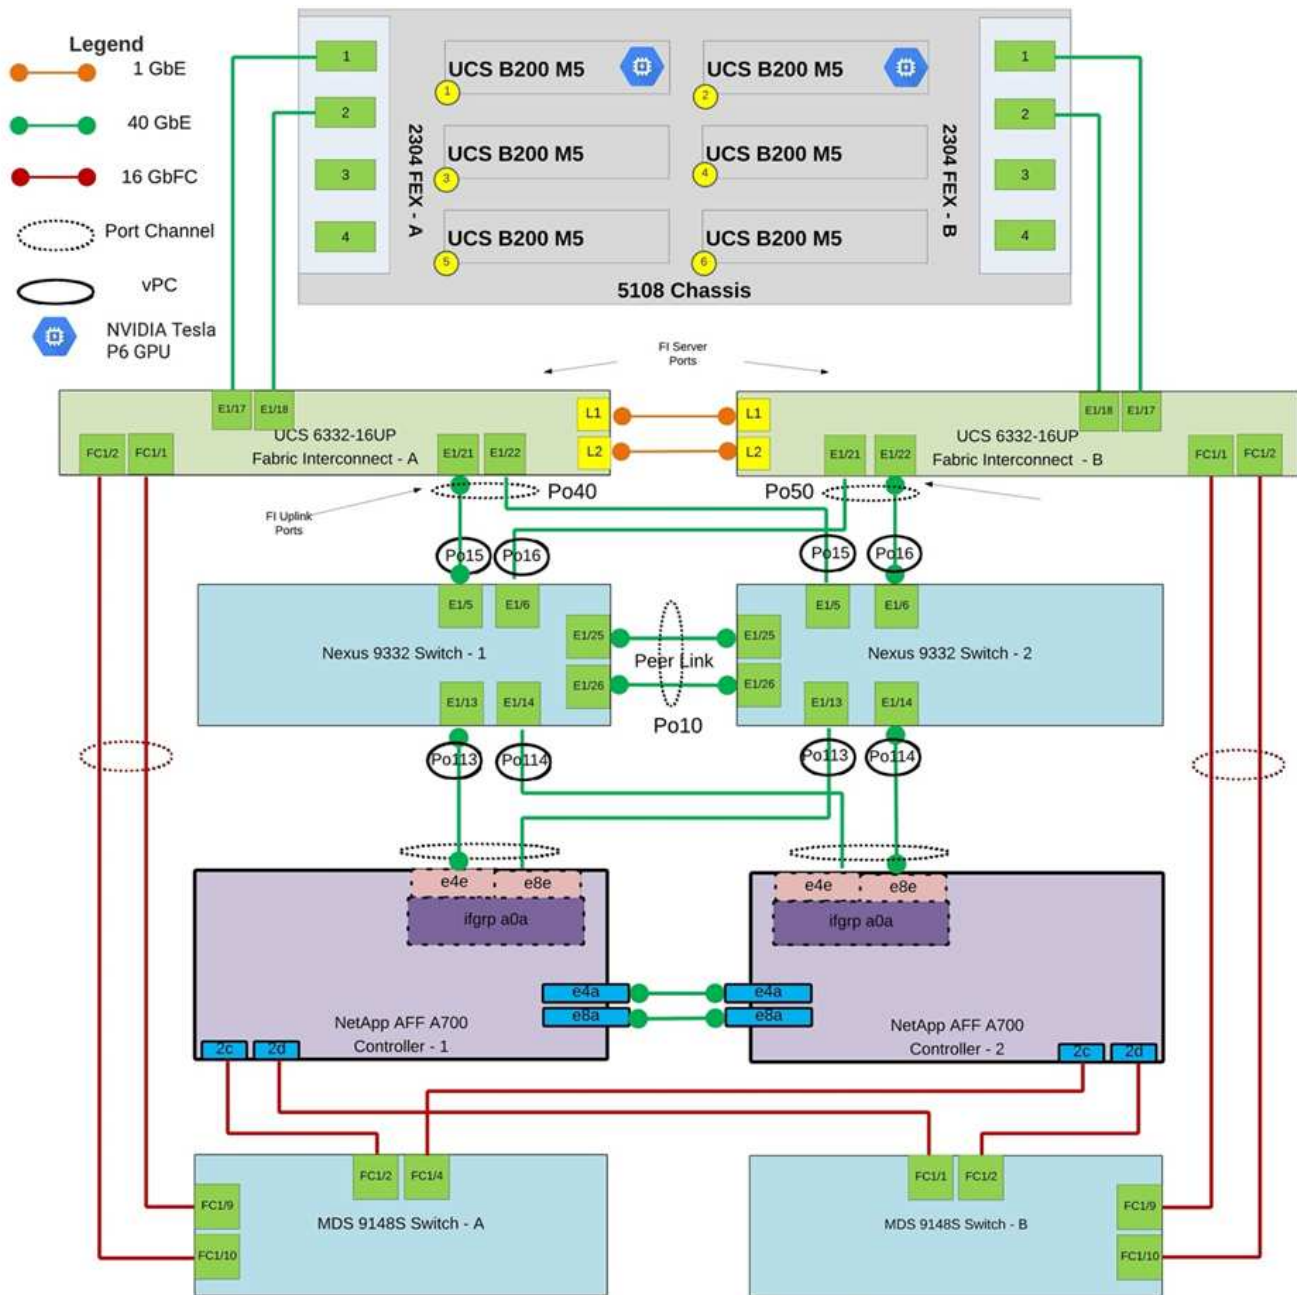 Legend
1 GbE
40 GbE
16 GbFC
Port Channel
vPC
NVIDIA Tesla
P6 GPU
1
2
3
4
2304 FEX - A
UCS B200 M5
1
UCS B200 M5
2
UCS B200 M5
3
UCS B200 M5
4
UCS B200 M5
5
UCS B200 M5
6
5108 Chassis
2304 FEX - B
1
2
3
4
FI Server
Ports
E1/17
E1/18
UCS 6332-16UP
Fabric Interconnect - A
FC1/2
FC1/1
E1/21
E1/22
L1
L2
L1
L2
E1/18
E1/17
UCS 6332-16UP
Fabric Interconnect - B
E1/21
E1/22
FC1/1
FC1/2
FI Uplink
Ports
Po40
Po50
Po15
Po16
Po15
Po16
E1/5
E1/6
E1/25
E1/26
Nexus 9332 Switch - 1
E1/13
E1/14
Peer Link
Po10
E1/5
E1/6
E1/25
E1/26
Nexus 9332 Switch - 2
E1/13
E1/14
Po113
Po114
Po113
Po114
e4e
e8e
ifgrp a0a
e4a
e8a
NetApp AFF A700
Controller - 1
2c
2d
e4e
e8e
ifgrp a0a
e4a
e8a
NetApp AFF A700
Controller - 2
2c
2d
FC1/2
FC1/4
FC1/9
FC1/10
MDS 9148S Switch - A
FC1/1
FC1/2
FC1/9
FC1/10
MDS 9148S Switch - B